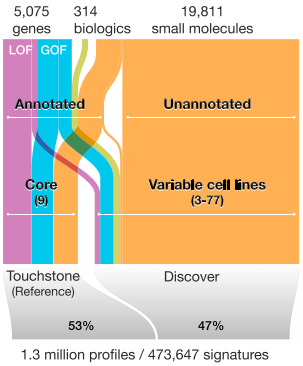 5,075 314 19,811
genes biologics small molecules
LOF GOF
Annotated Unannotated
Core Variable cell lines
(9) (3-77)
Touchstone Discover
(Reference)
53% 47%
1.3 million profiles / 473,647 signatures